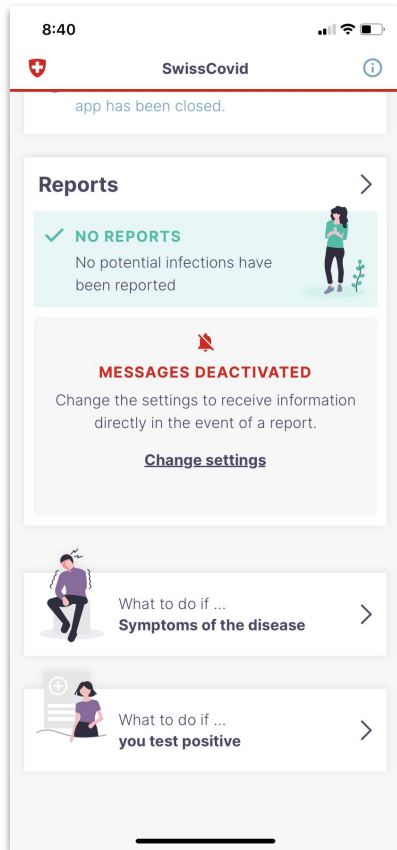 8:40
SwissCovid
app has been closed.
Reports
NO REPORTS
No potential infections have
been reported
MESSAGES DEACTIVATED
Change the settings to receive information
directly in the event of a report.
Change settings
What to do if ...
Symptoms of the disease
What to do if ...
you test positive